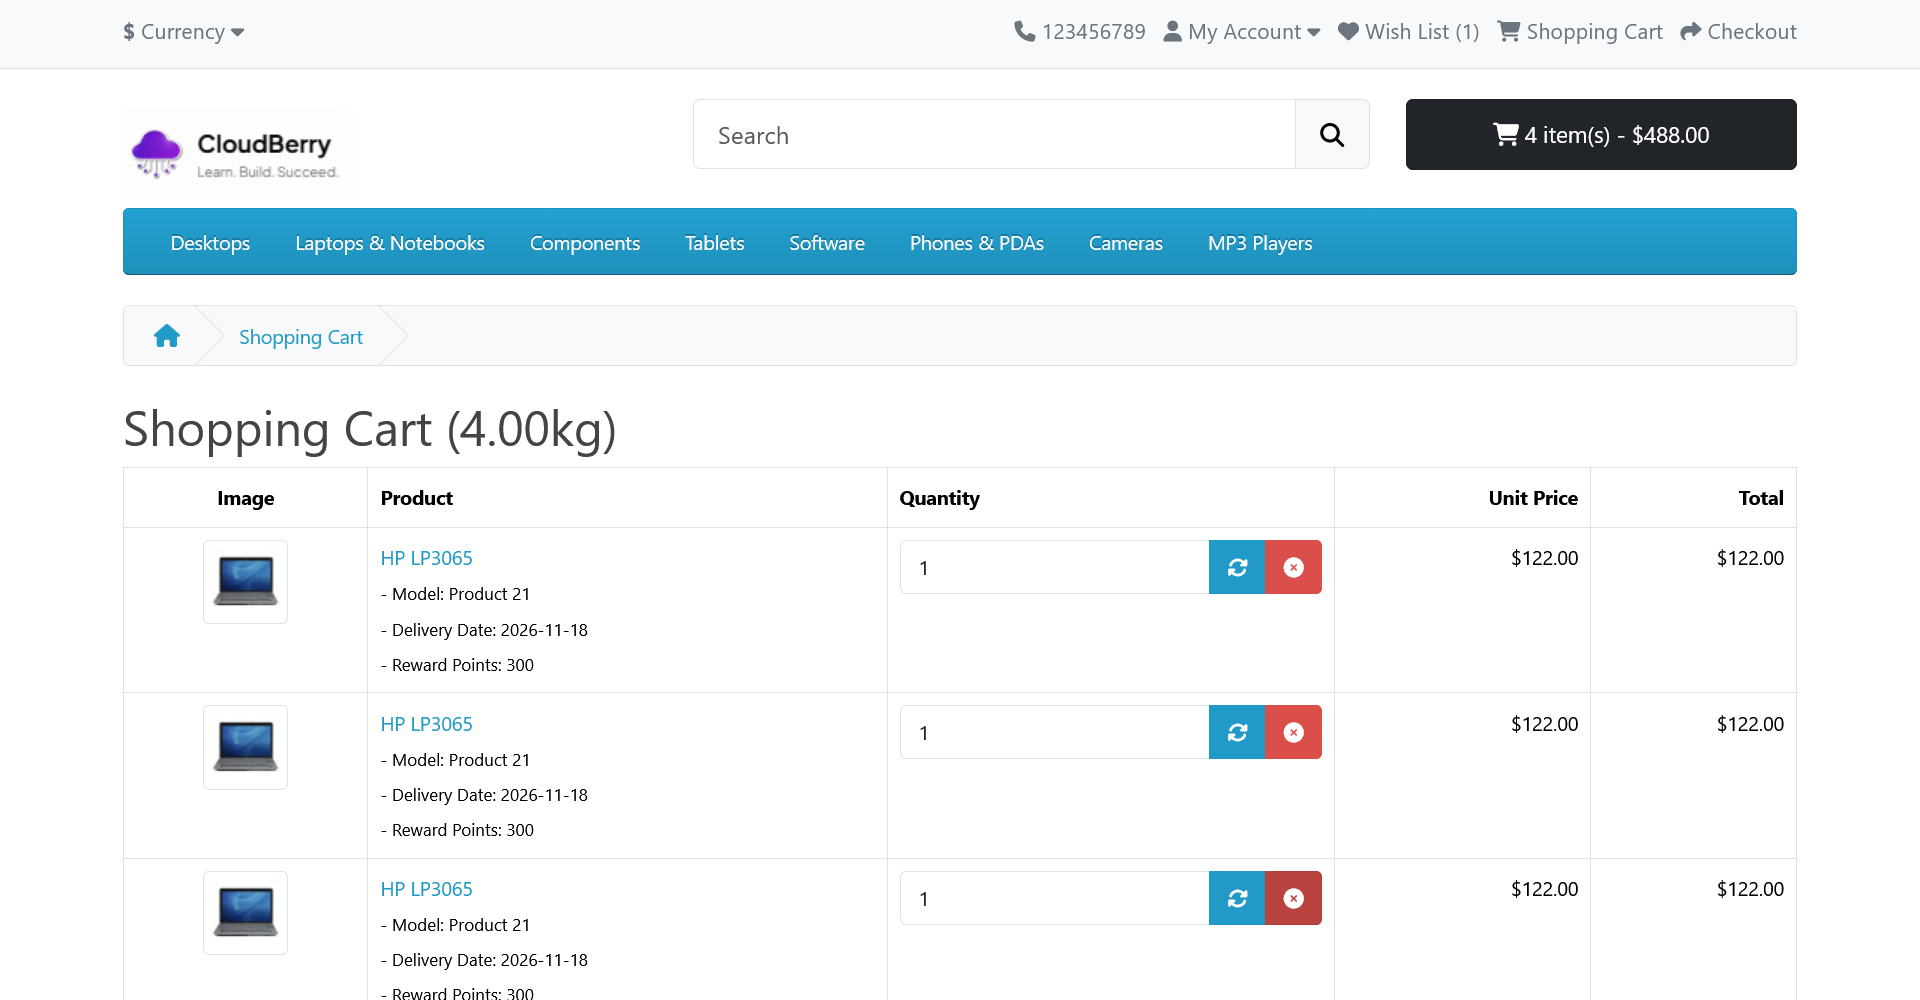 $ Currency
123456789 My Account Wish List (1) Shopping Cart Checkout
CloudBerry
Learn. Build. Succeed.
Search
4 item(s) - $488.00
Desktops Laptops & Notebooks Components Tablets Software Phones & PDAs Cameras MP3 Players
Shopping Cart
Shopping Cart (4.00kg)
Image Product Quantity Unit Price Total
HP LP3065 1 $122.00 $122.00
- Model: Product 21
- Delivery Date: 2026-11-18
- Reward Points: 300
HP LP3065 1 $122.00 $122.00
- Model: Product 21
- Delivery Date: 2026-11-18
- Reward Points: 300
HP LP3065 1 $122.00 $122.00
- Model: Product 21
- Delivery Date: 2026-11-18
- Reward Points: 300